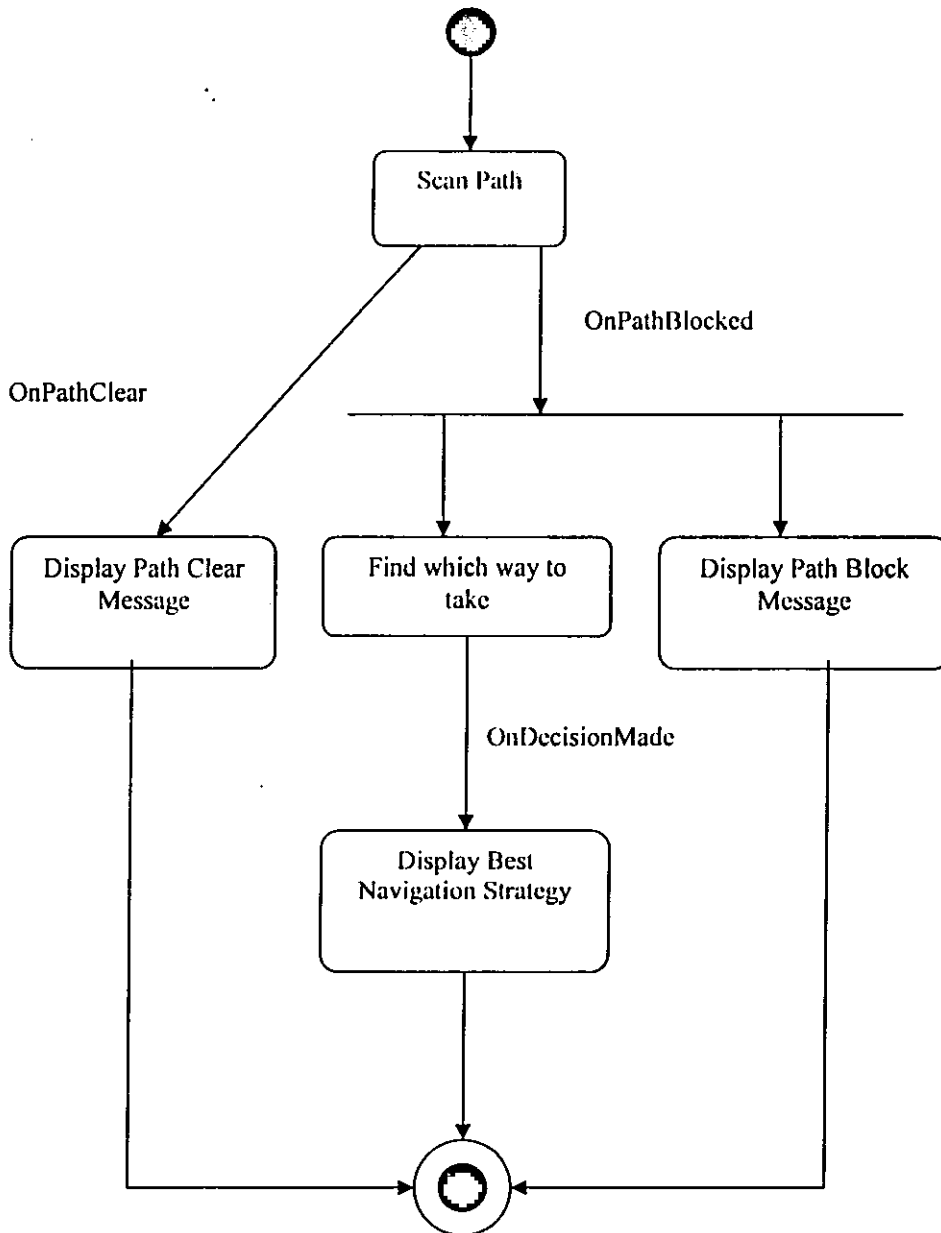 Scan Path
OnPathBlocked
OnPathClear
Display Path Clear
Message
Find which way to
take
Display Path Block
Message
OnDecisionMade
Display Best
Navigation Strategy